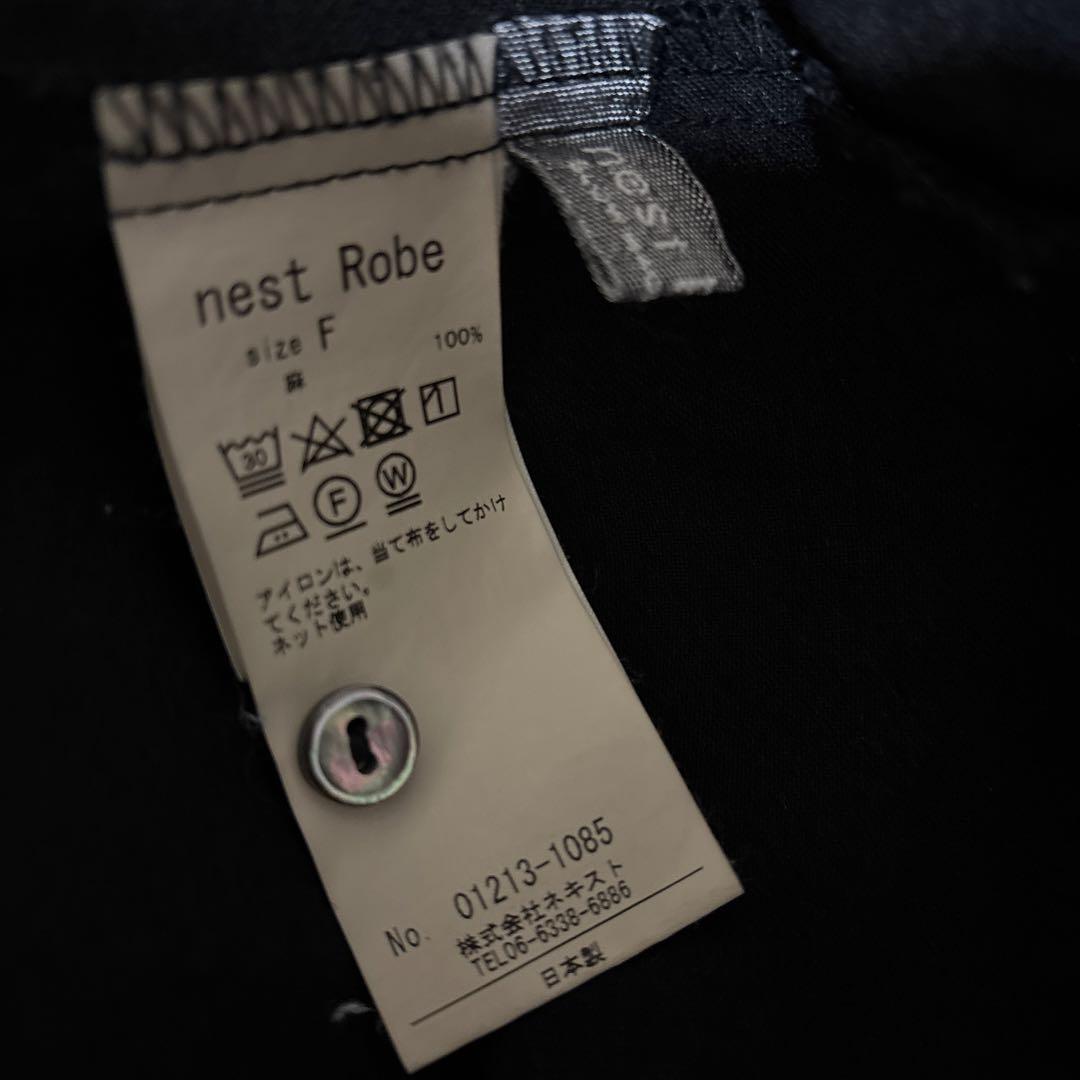 nest Robe
size F
麻 100%
30
F W
アイロンは、当て布をしてかけ
てください。
ネット使用
No. 01213-1085
株式会社ネキスト
TEL06-6338-6886
日本製
nest